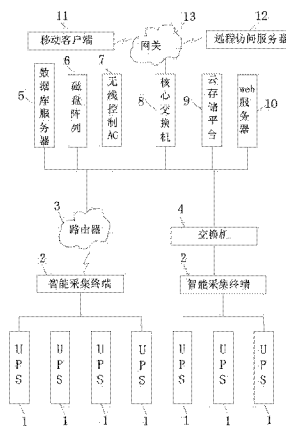 11
13
12
移动客户端
网关
远程访问服务器
5
6
7
8
9
10
数据库服务器
磁盘阵列
无线控制AC
核心交换机
云存储平台
web服务器
3
路由器
4
交换机
2
智能采集终端
2
智能采集终端
UPS
UPS
UPS
UPS
UPS
UPS
UPS
1
1
1
1
1
1
1